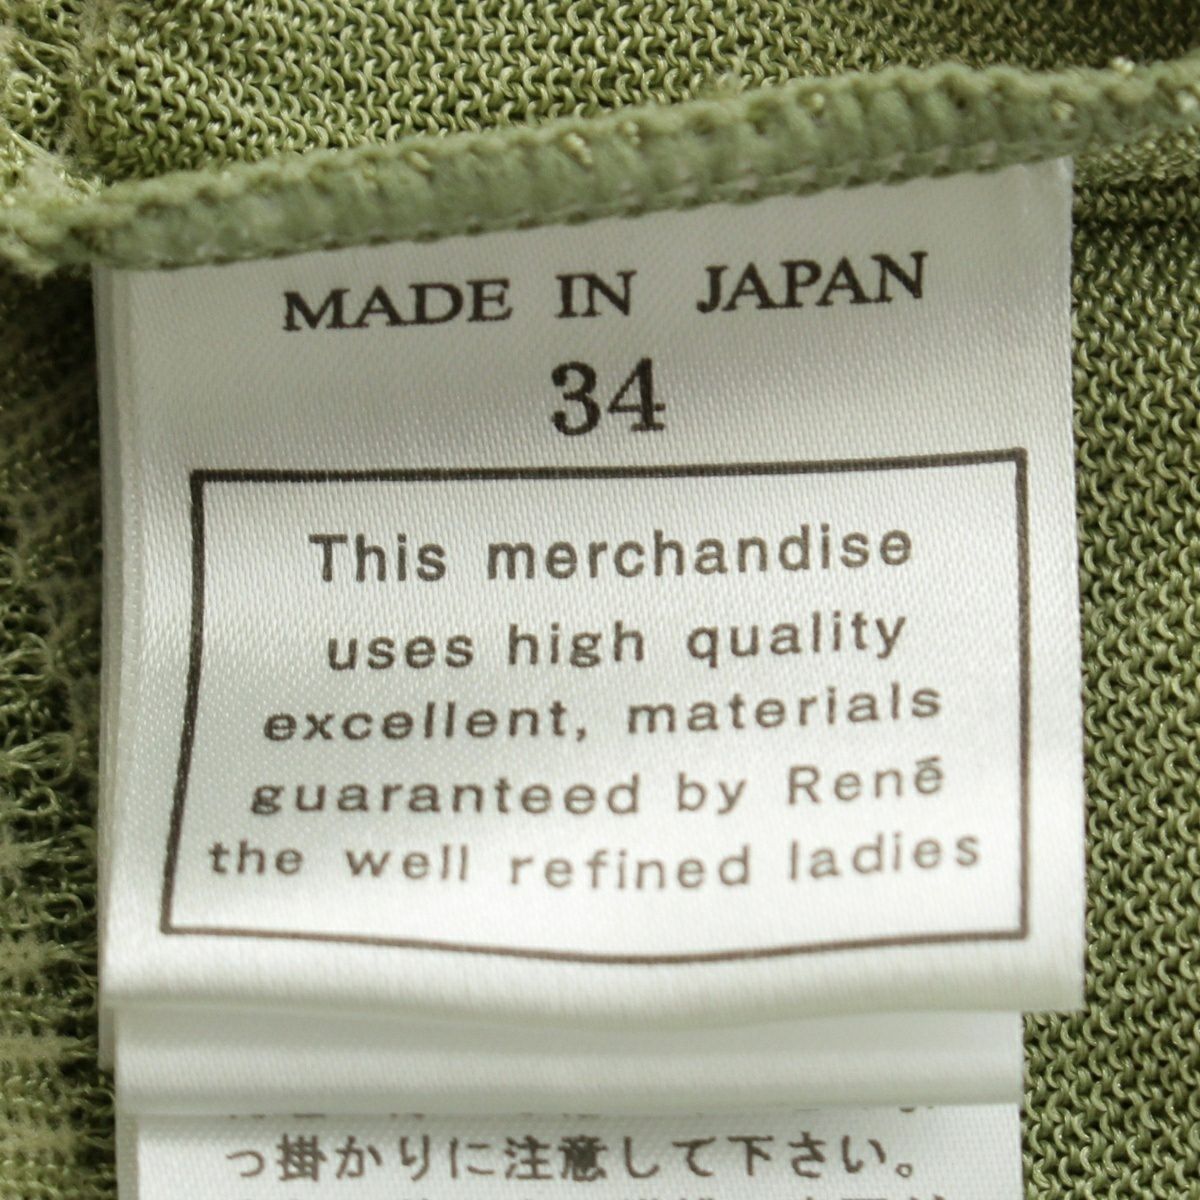 MADE IN JAPAN
34
This merchandise
uses high quality
excellent, materials
guaranteed by René
the well refined ladies
っ掛かりに注意して下さい。